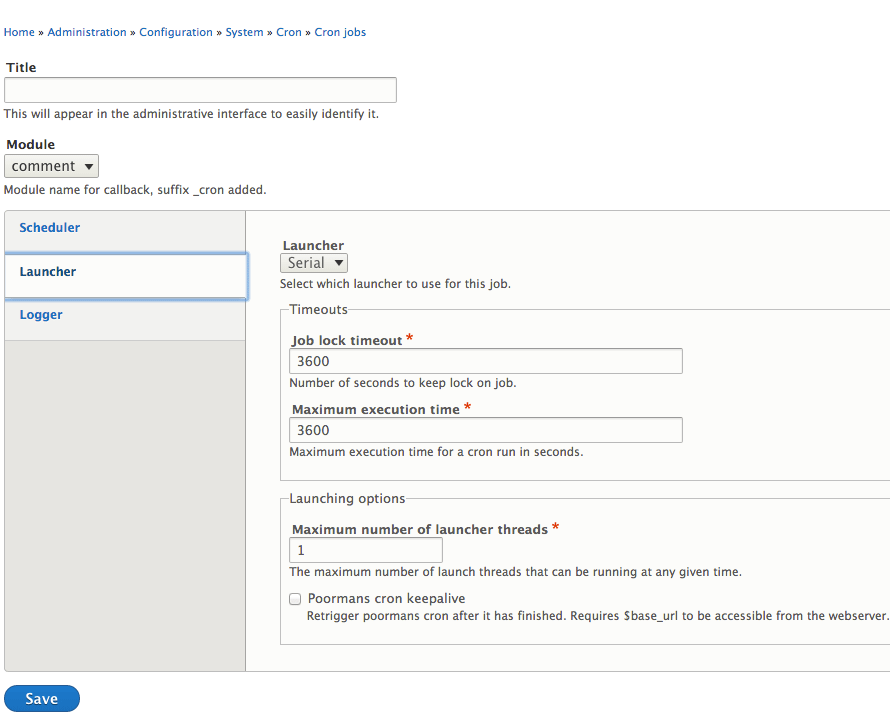 Home » Administration » Configuration » System » Cron » Cron jobs
Title
This will appear in the administrative interface to easily identify it.
Module
comment
Module name for callback, suffix _cron added.
Scheduler
Launcher
Logger
Launcher
Serial
Select which launcher to use for this job.
Timeouts
Job lock timeout *
3600
Number of seconds to keep lock on job.
Maximum execution time *
3600
Maximum execution time for a cron run in seconds.
Launching options
Maximum number of launcher threads *
1
The maximum number of launch threads that can be running at any given time.
Poormans cron keepalive
Retrigger poormans cron after it has finished. Requires $base_url to be accessible from the webserver.
Save